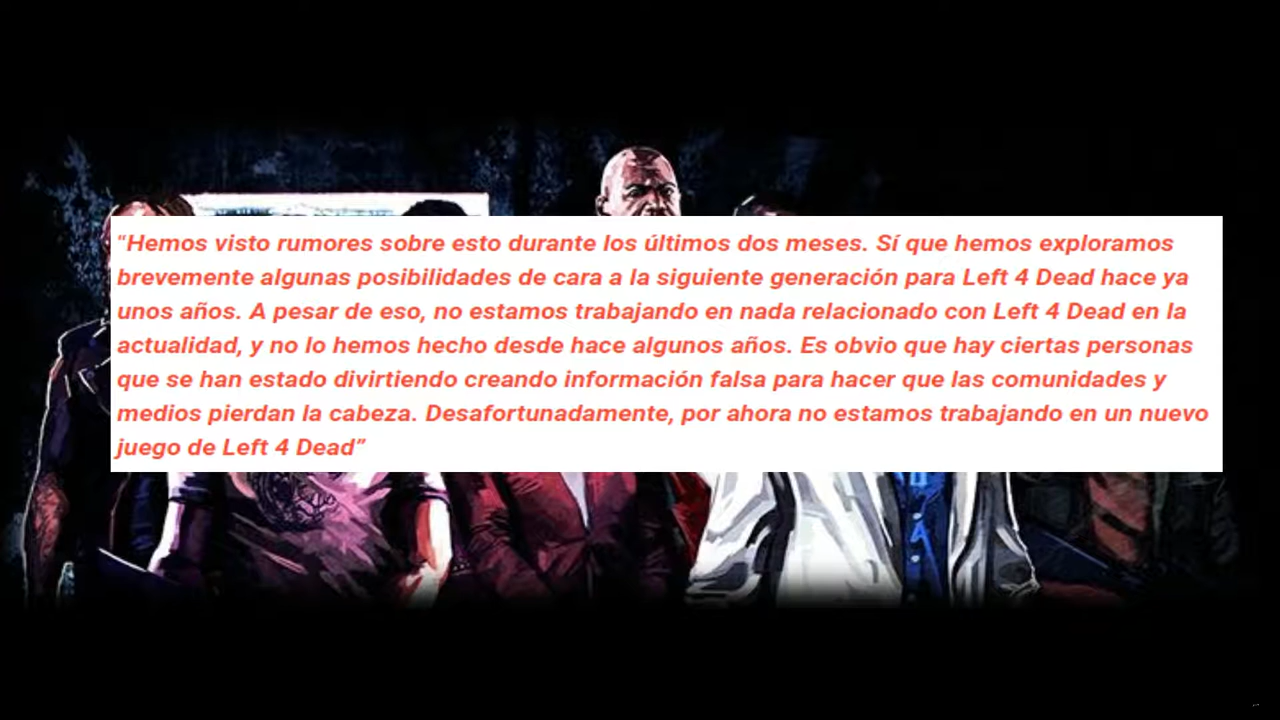 “Hemos visto rumores sobre esto durante los últimos dos meses. Sí que hemos exploramos
brevemente algunas posibilidades de cara a la siguiente generación para Left 4 Dead hace ya
unos años. A pesar de eso, no estamos trabajando en nada relacionado con Left 4 Dead en la
actualidad, y no lo hemos hecho desde hace algunos años. Es obvio que hay ciertas personas
que se han estado divirtiendo creando información falsa para hacer que las comunidades y
medios pierdan la cabeza. Desafortunadamente, por ahora no estamos trabajando en un nuevo
juego de Left 4 Dead”